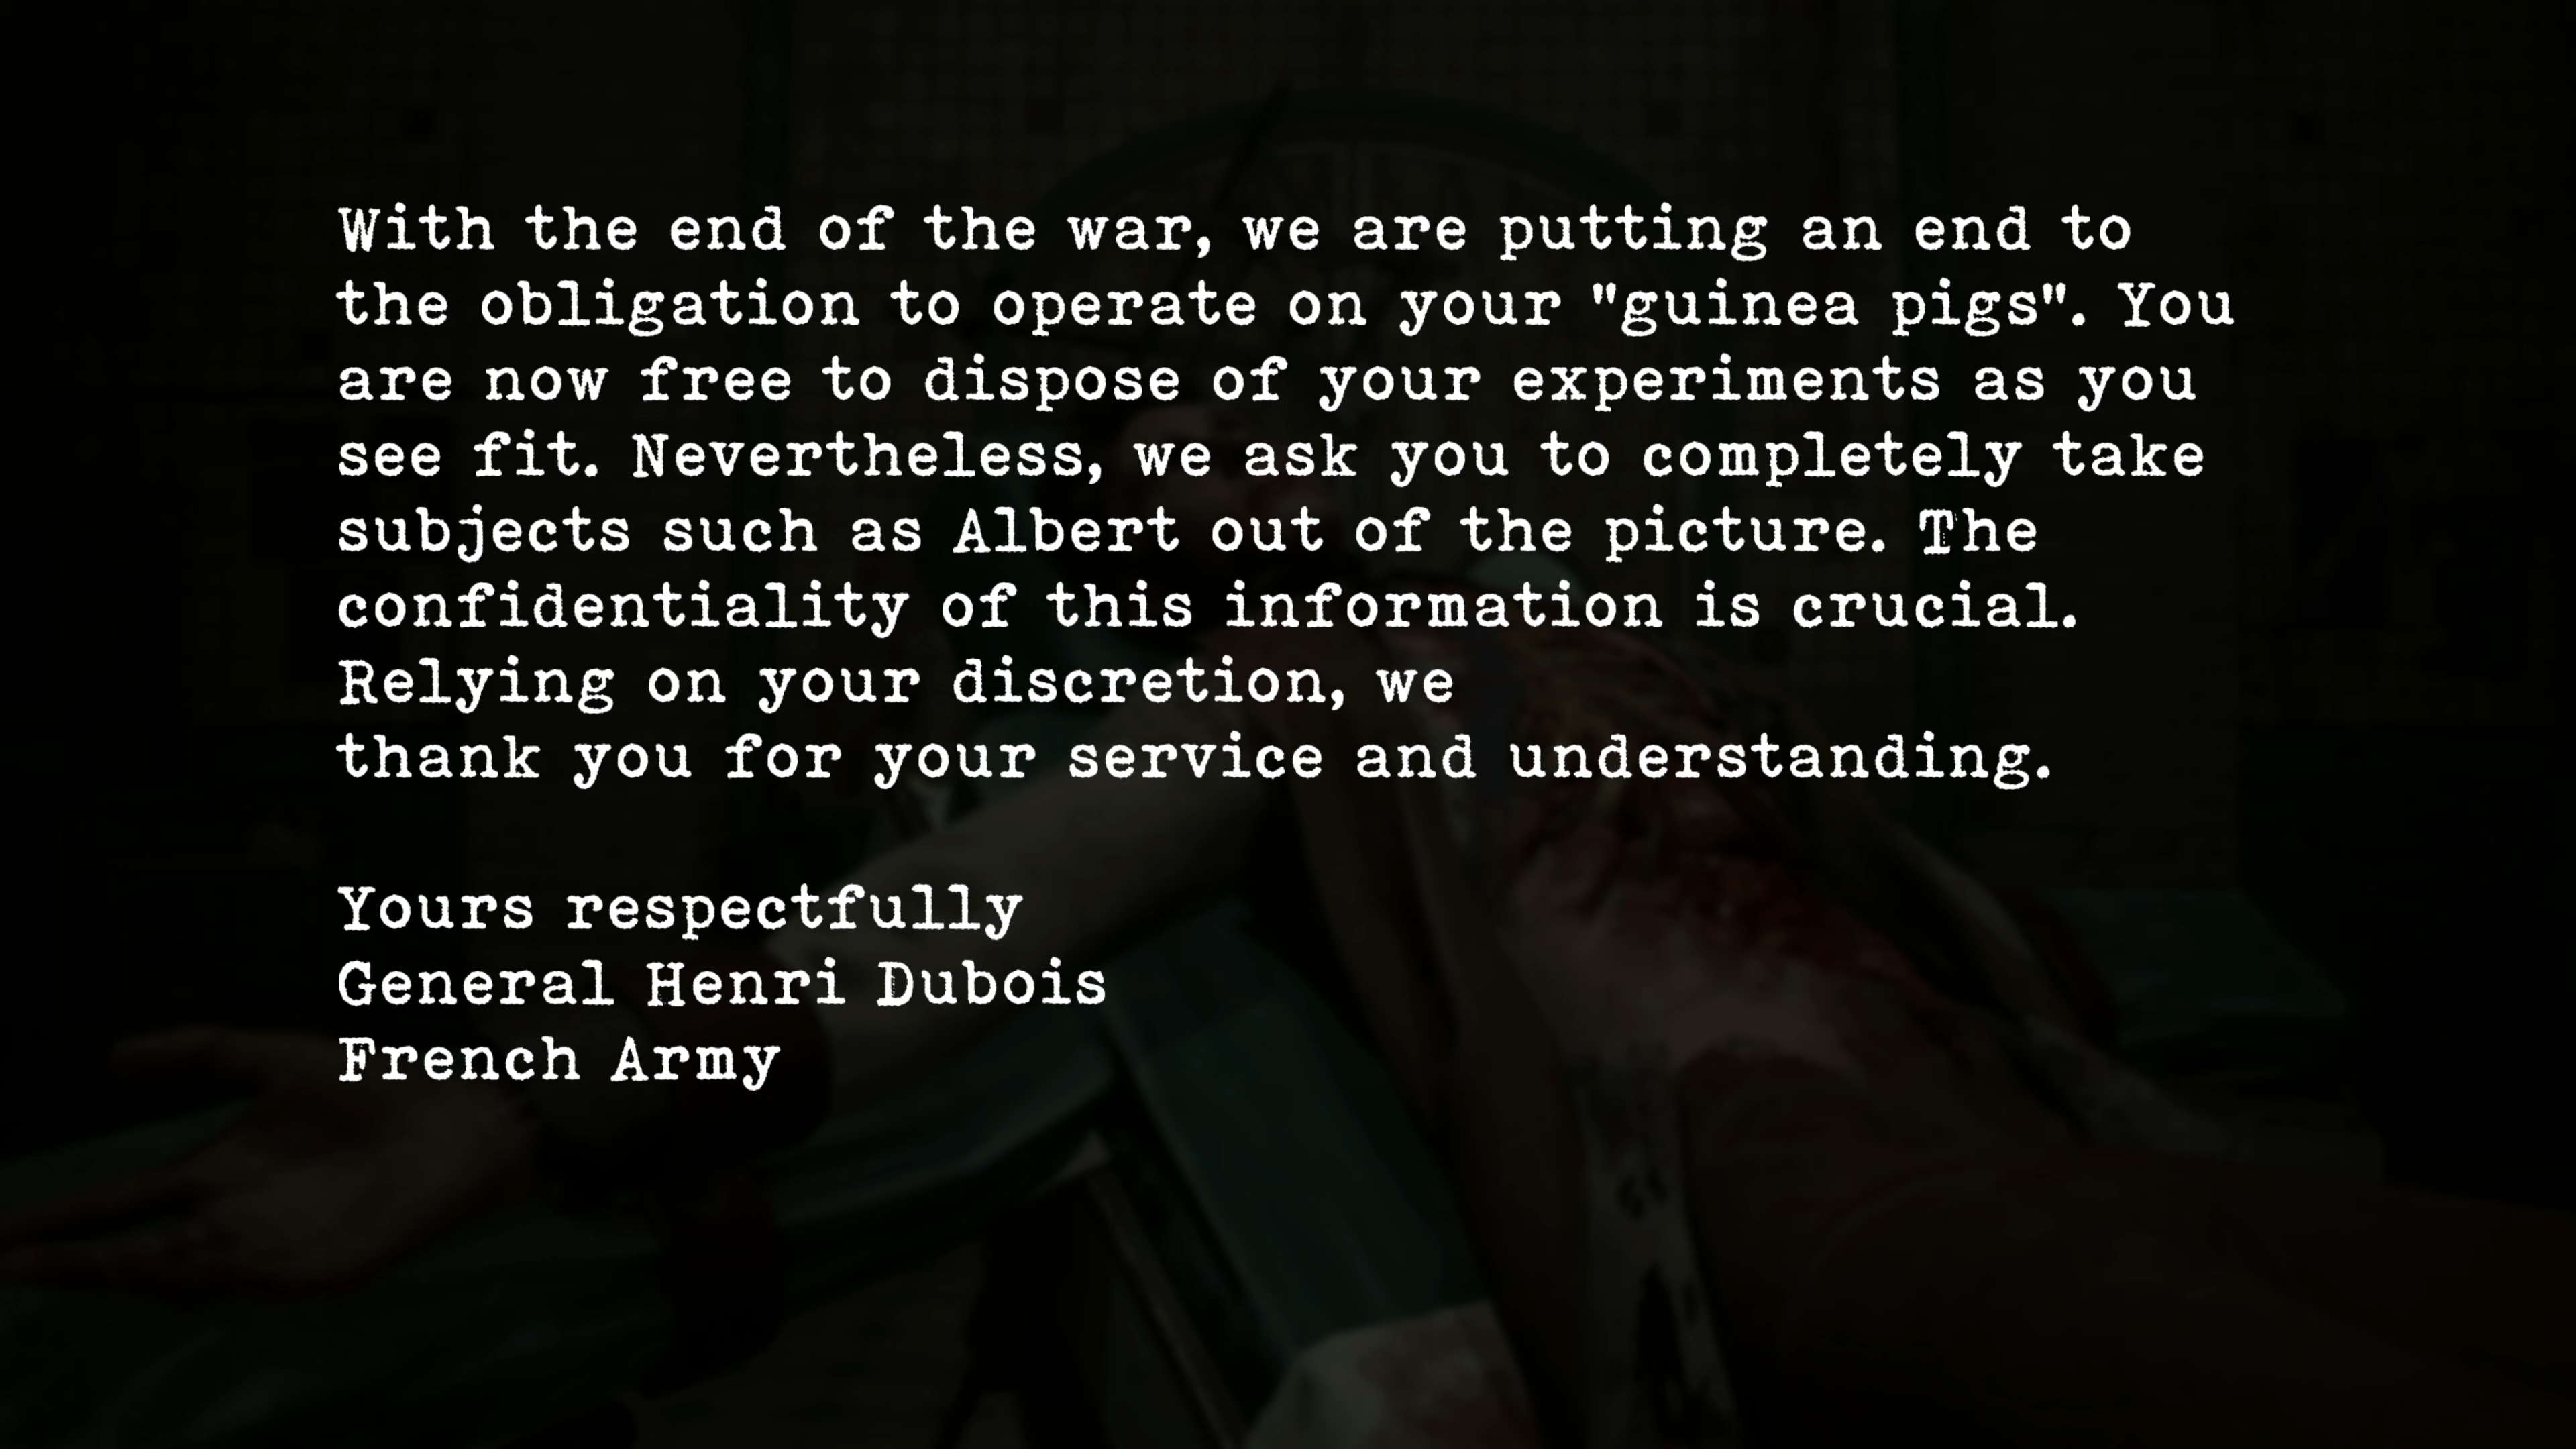 With the end of the war, we are putting an end to
the obligation to operate on your "guinea pigs". You
are now free to dispose of your experiments as you
see fit. Nevertheless, we ask you to completely take
subjects such as Albert out of the picture. The
confidentiality of this information is crucial.
Relying on your discretion, we
thank you for your service and understanding.
Yours respectfully
General Henri Dubois
French Army